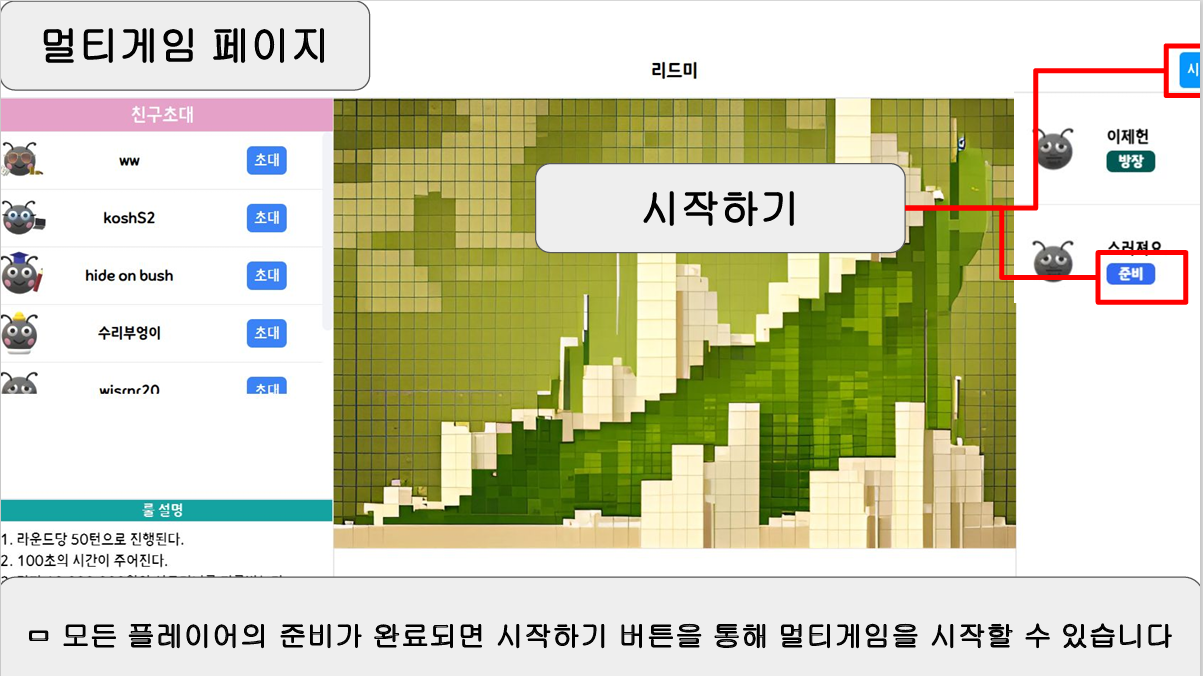 멀티게임 페이지
리드미
시
친구초대
ww 초대
koshS2 초대
hide on bush 초대
수리부엉이 초대
초대
시작하기
이제헌
방장
준비
룰 설명
1. 라운드당 50턴으로 진행된다.
2. 100초의 시간이 주어진다.
ㅁ 모든 플레이어의 준비가 완료되면 시작하기 버튼을 통해 멀티게임을 시작할 수 있습니다